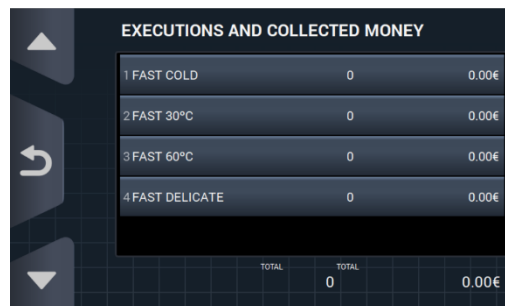 EXECUTIONS AND COLLECTED MONEY
1 FAST COLD 0 0.00€
2 FAST 30ºC 0 0.00€
3 FAST 60ºC 0 0.00€
4 FAST DELICATE 0 0.00€
TOTAL TOTAL
0 0.00€